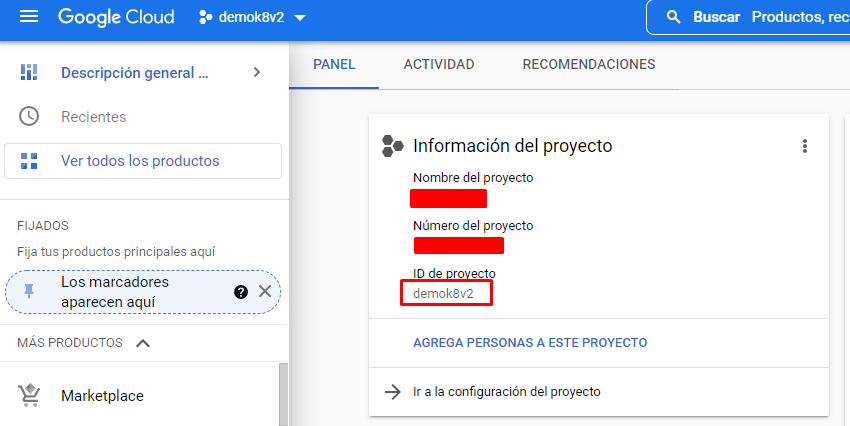 Google Cloud
demok8v2
Buscar Productos, rec
Descripción general ...
Recientes
Ver todos los productos
FIJADOS
Fija tus productos principales aquí
Los marcadores
aparecen aquí
MÁS PRODUCTOS
Marketplace
PANEL
ACTIVIDAD
RECOMENDACIONES
Información del proyecto
Nombre del proyecto
Número del proyecto
ID de proyecto
demok8v2
AGREGA PERSONAS A ESTE PROYECTO
Ir a la configuración del proyecto